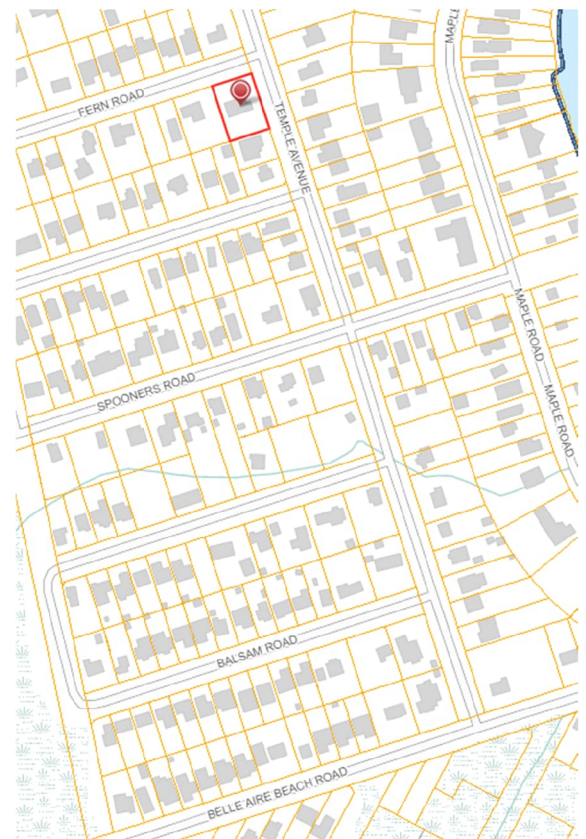 MAPLE
FERN ROAD
TEMPLE AVENUE
MAPLE ROAD
SPOONERS ROAD
MAPLE ROAD
BALSAM ROAD
BELLE AIRE BEACH ROAD